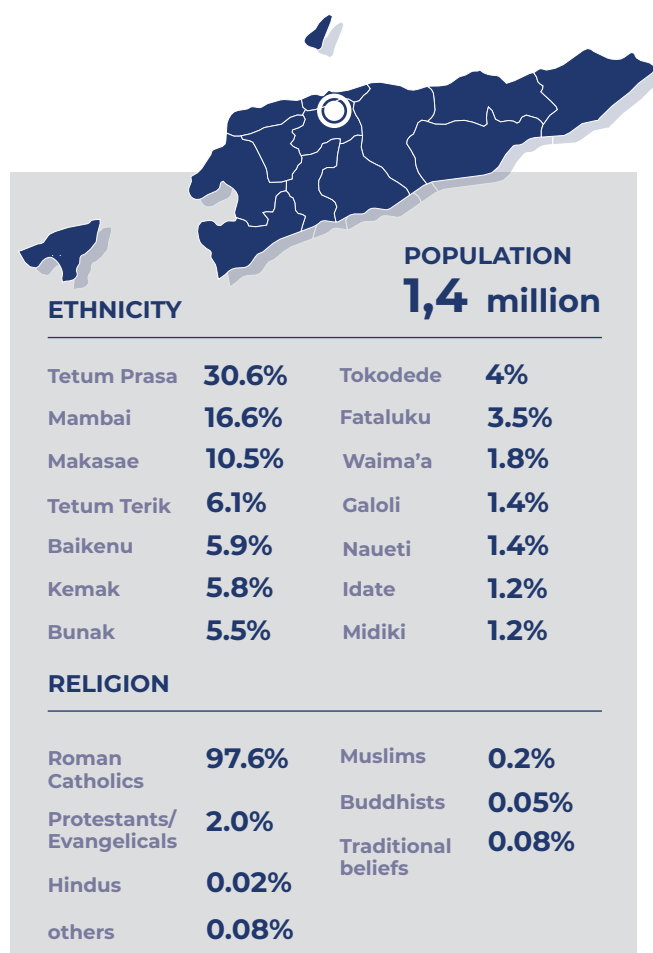 POPULATION
1,4 million
ETHNICITY
Tetum Prasa 30.6%
Mambai 16.6%
Makasae 10.5%
Tetum Terik 6.1%
Baikenu 5.9%
Kemak 5.8%
Bunak 5.5%
Tokodede 4%
Fataluku 3.5%
Waima’a 1.8%
Galoli 1.4%
Naueti 1.4%
Idate 1.2%
Midiki 1.2%
RELIGION
Roman
Catholics 97.6%
Protestants/
Evangelicals 2.0%
Hindus 0.02%
others 0.08%
Muslims 0.2%
Buddhists 0.05%
Traditional
beliefs 0.08%